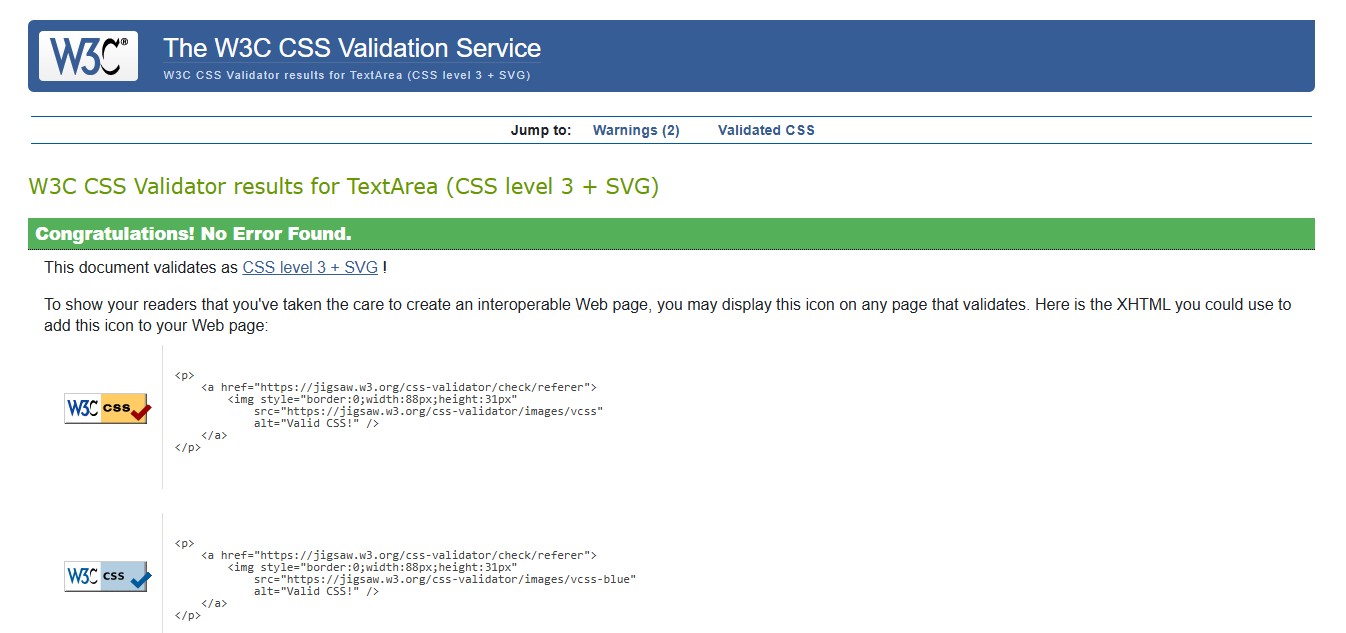 W3C®
The W3C CSS Validation Service
W3C CSS Validator results for TextArea (CSS level 3 + SVG)
Jump to: Warnings (2) Validated CSS
W3C CSS Validator results for TextArea (CSS level 3 + SVG)
Congratulations! No Error Found.
This document validates as CSS level 3 + SVG !
To show your readers that you've taken the care to create an interoperable Web page, you may display this icon on any page that validates. Here is the XHTML you could use to
add this icon to your Web page:
W3C css
<p>
    <a href="https://jigsaw.w3.org/css-validator/check/referer">
        <img style="border:0;width:88px;height:31px"
            src="https://jigsaw.w3.org/css-validator/images/vcss"
            alt="Valid CSS!" />
    </a>
</p>
W3C css
<p>
    <a href="https://jigsaw.w3.org/css-validator/check/referer">
        <img style="border:0;width:88px;height:31px"
            src="https://jigsaw.w3.org/css-validator/images/vcss-blue"
            alt="Valid CSS!" />
    </a>
</p>